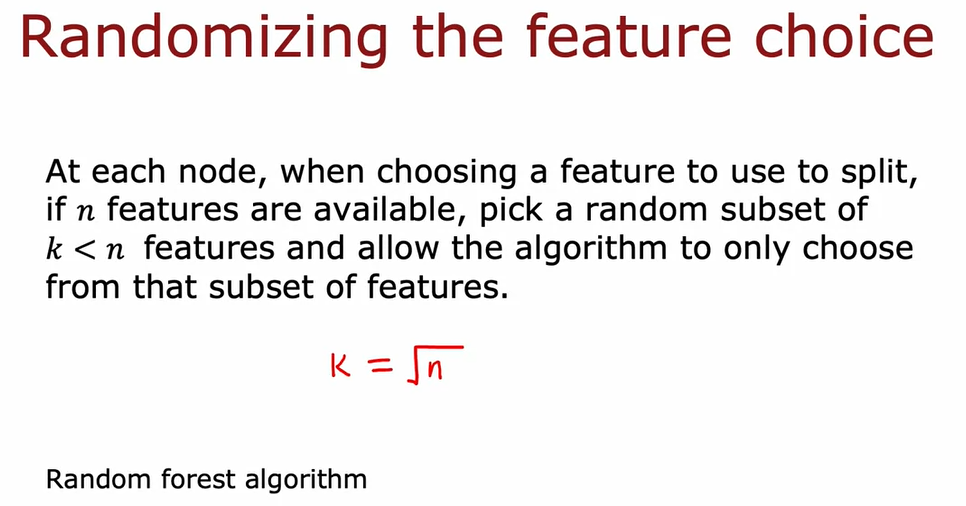 Randomizing the feature choice
At each node, when choosing a feature to use to split,
if n features are available, pick a random subset of
k < n features and allow the algorithm to only choose
from that subset of features.
K = √n
Random forest algorithm